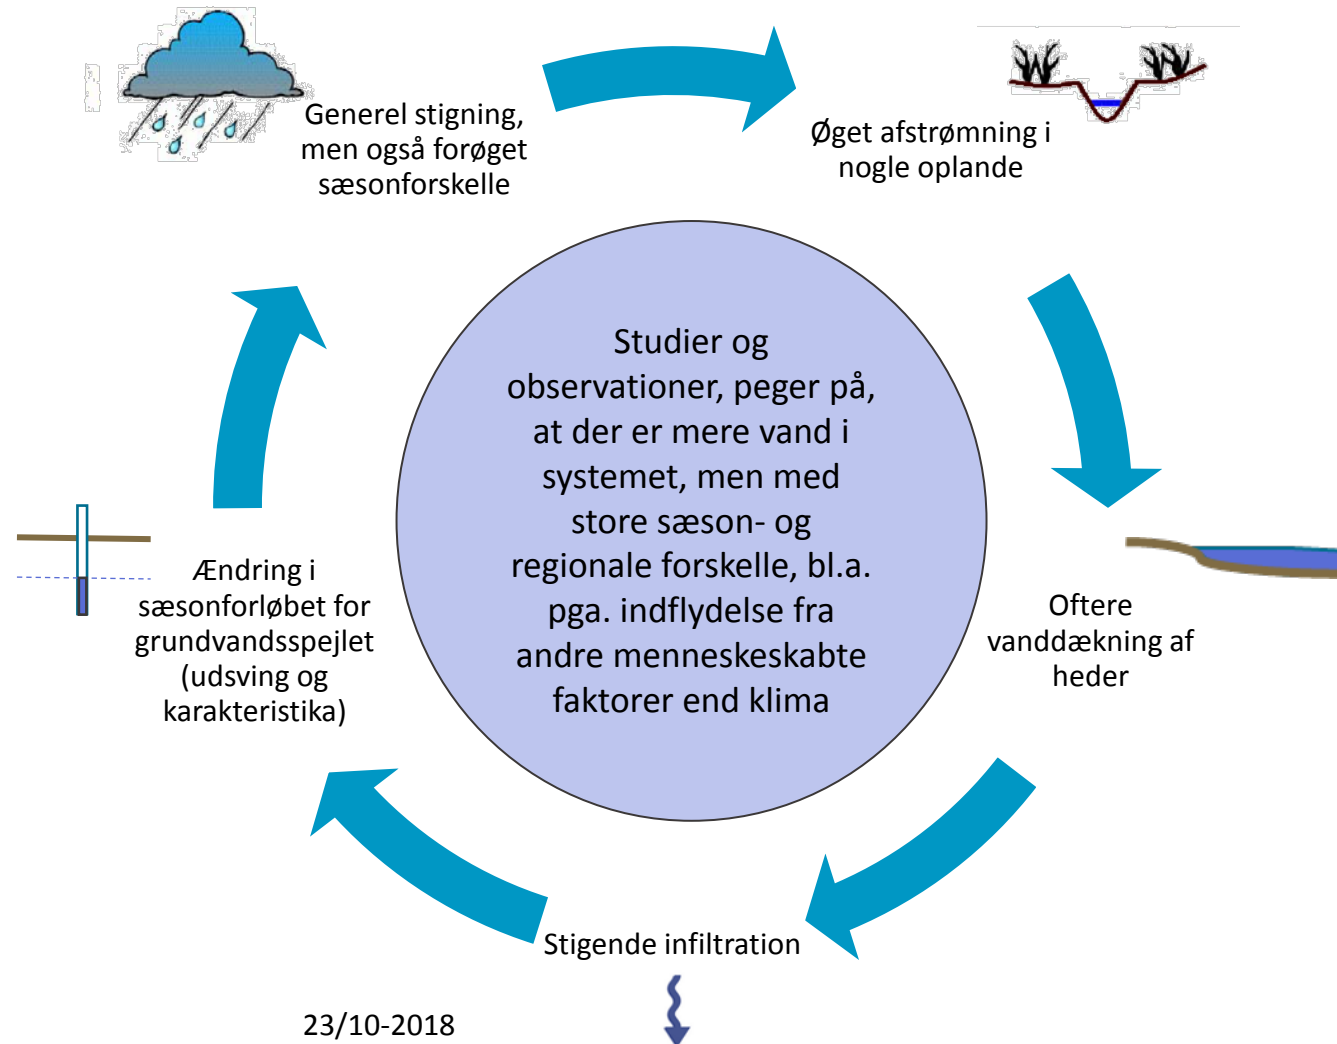 Generel stigning,
men også forøget
sæsonforskelle
Øget afstrømning i
nogle oplande
Studier og
observationer, peger på,
at der er mere vand i
systemet, men med
store sæson- og
regionale forskelle, bl.a.
pga. indflydelse fra
andre menneskeskabte
faktorer end klima
Oftere
vanddækning af
heder
Stigende infiltration
Ændring i
sæsonforløbet for
grundvandsspejlet
(udsving og
karakteristika)
23/10-2018